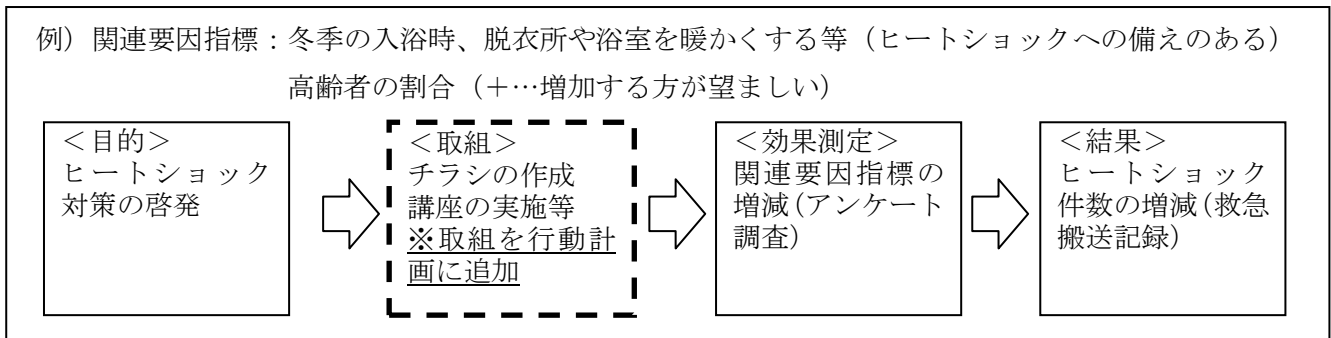 例）関連要因指標：冬季の入浴時、脱衣所や浴室を暖かくする等（ヒートショックへの備えのある）
高齢者の割合（＋…増加する方が望ましい）
＜目的＞
ヒートショック
対策の啓発
＜取組＞
チラシの作成
講座の実施等
※取組を行動計
画に追加
＜効果測定＞
関連要因指標の
増減（アンケート
調査）
＜結果＞
ヒートショック
件数の増減（救急
搬送記録）